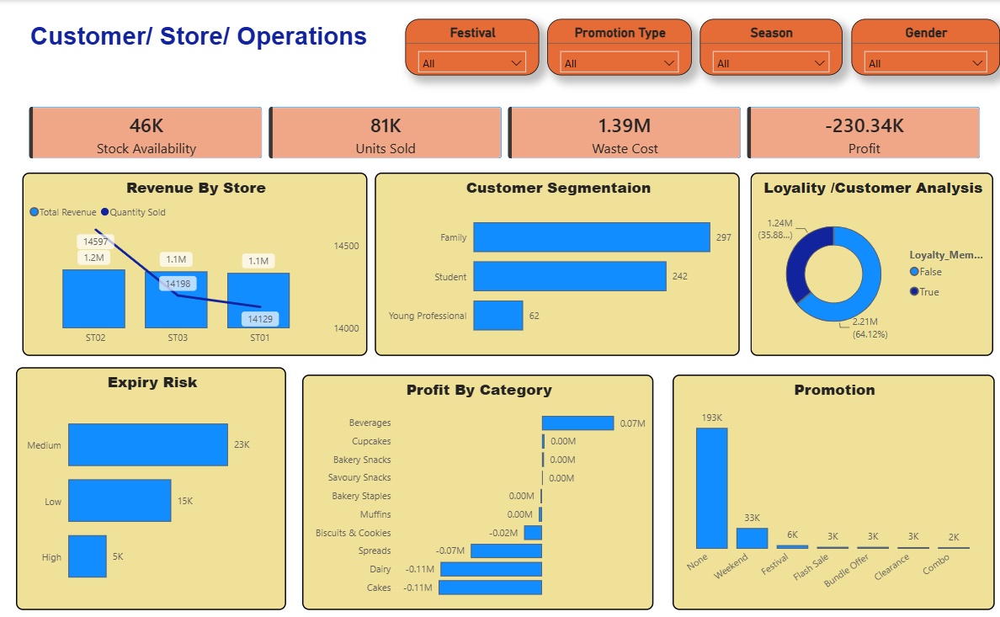 Customer/ Store/ Operations
Festival
All
Promotion Type
All
Season
All
Gender
All
46K
Stock Availability
81K
Units Sold
1.39M
Waste Cost
-230.34K
Profit
Revenue By Store
Total Revenue Quantity Sold
14597
1.2M
1.1M
14198
1.1M
14129
14500
14000
ST02
ST03
ST01
Customer Segmentaion
Family
297
Student
242
Young Professional
62
Loyality /Customer Analysis
1.24M
(35.88...)
2.21M
(64.12%)
Loyalty_Mem...
False
True
Expiry Risk
Medium
23K
Low
15K
High
5K
Profit By Category
Beverages
0.07M
Cupcakes
0.00M
Bakery Snacks
0.00M
Savoury Snacks
0.00M
Bakery Staples
0.00M
Muffins
0.00M
Biscuits & Cookies
-0.02M
Spreads
-0.07M
Dairy
-0.11M
Cakes
-0.11M
Promotion
193K
33K
6K
3K
3K
3K
2K
None
Weekend
Festival
Flash Sale
Bundle Offer
Clearance
Combo